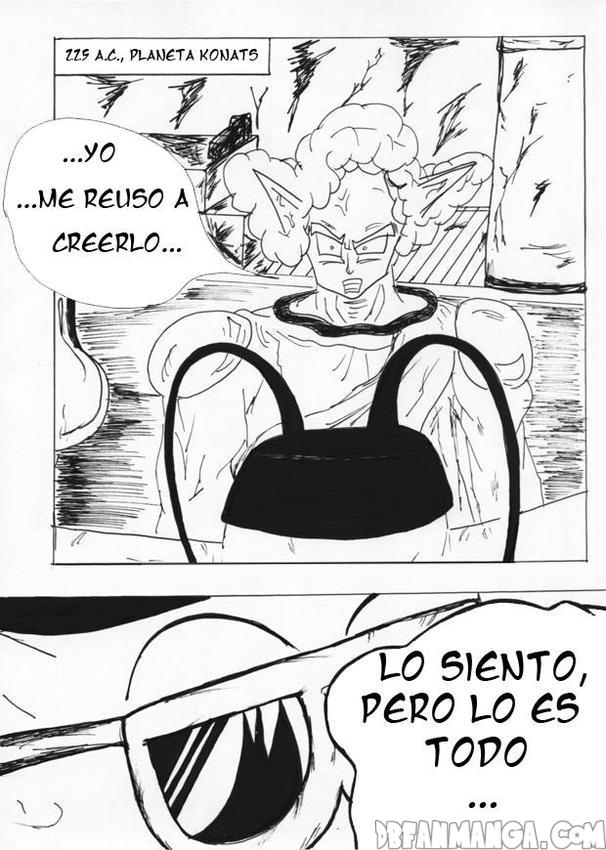 225 A.C., PLANETA KONATS
...YO
...ME REUSO A
CREERLO...
LO SIENTO,
PERO LO ES
TODO
...
DBFANMANGA.COM